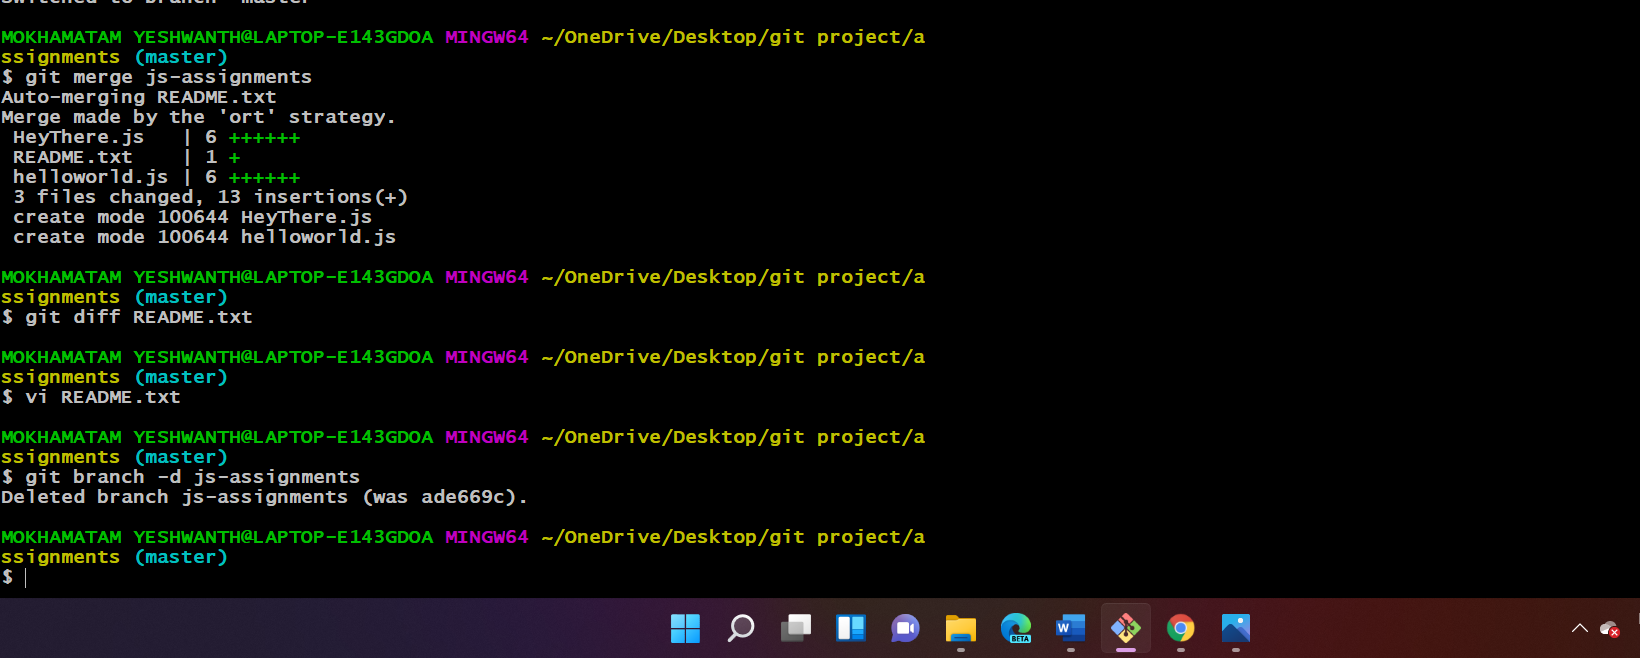 Switched to branch 'master'
MOKHAMATAM YESHWANTH@LAPTOP-E143GDOA MINGW64 ~/OneDrive/Desktop/git project/a
ssignments (master)
$ git merge js-assignments
Auto-merging README.txt
Merge made by the 'ort' strategy.
 HeyThere.js   | 6 ++++++
 README.txt    | 1 +
 helloworld.js | 6 ++++++
 3 files changed, 13 insertions(+)
 create mode 100644 HeyThere.js
 create mode 100644 helloworld.js
MOKHAMATAM YESHWANTH@LAPTOP-E143GDOA MINGW64 ~/OneDrive/Desktop/git project/a
ssignments (master)
$ git diff README.txt
MOKHAMATAM YESHWANTH@LAPTOP-E143GDOA MINGW64 ~/OneDrive/Desktop/git project/a
ssignments (master)
$ vi README.txt
MOKHAMATAM YESHWANTH@LAPTOP-E143GDOA MINGW64 ~/OneDrive/Desktop/git project/a
ssignments (master)
$ git branch -d js-assignments
Deleted branch js-assignments (was ade669c).
MOKHAMATAM YESHWANTH@LAPTOP-E143GDOA MINGW64 ~/OneDrive/Desktop/git project/a
ssignments (master)
$
BETA
W